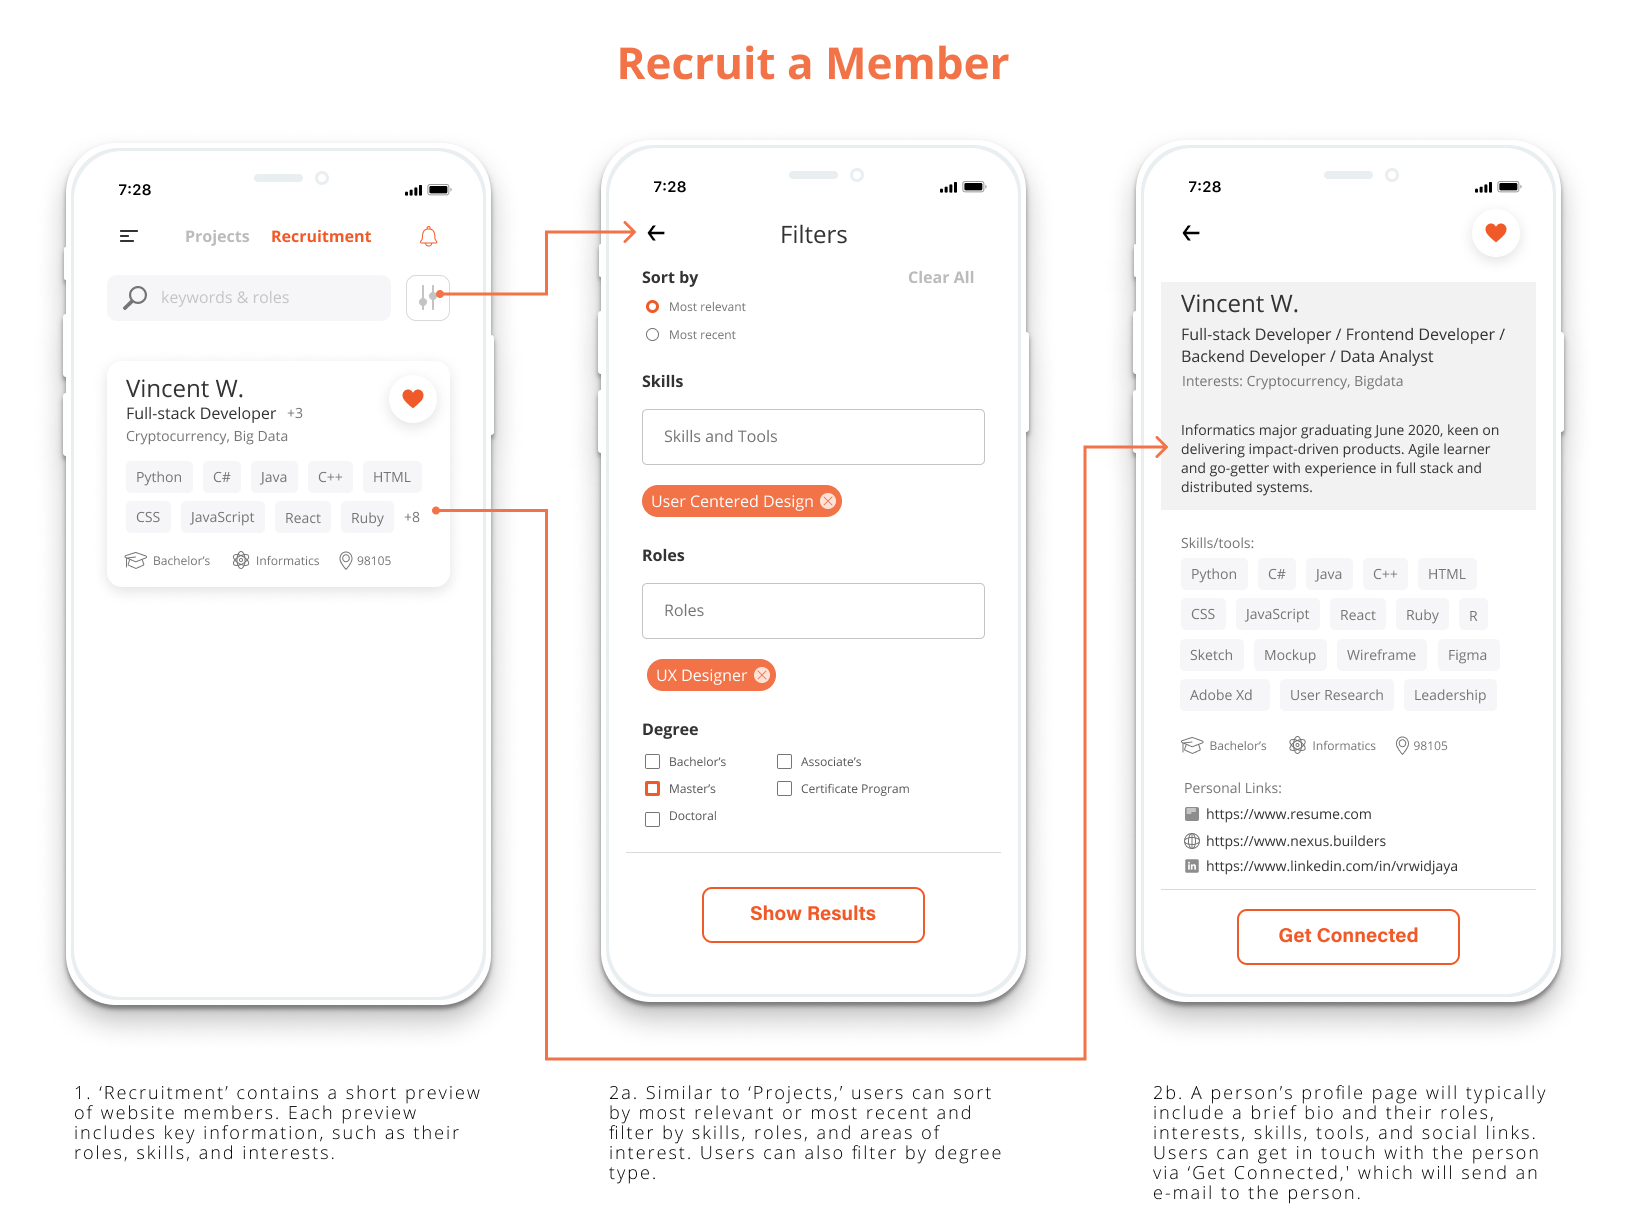 Recruit a Member
7:28
Projects Recruitment
keywords & roles
Vincent W.
Full-stack Developer +3
Cryptocurrency, Big Data
Python C# Java C++ HTML
CSS JavaScript React Ruby +8
Bachelor's Informatics 98105
1. ‘Recruitment’ contains a short preview
of website members. Each preview
includes key information, such as their
roles, skills, and interests.
7:28
Filters
Sort by Clear All
Most relevant
Most recent
Skills
Skills and Tools
User Centered Design
Roles
Roles
UX Designer
Degree
Bachelor's Associate's
Master's Certificate Program
Doctoral
Show Results
2a. Similar to ‘Projects,’ users can sort
by most relevant or most recent and
filter by skills, roles, and areas of
interest. Users can also filter by degree
type.
7:28
Vincent W.
Full-stack Developer / Frontend Developer /
Backend Developer / Data Analyst
Interests: Cryptocurrency, Bigdata
Informatics major graduating June 2020, keen on
delivering impact-driven products. Agile learner
and go-getter with experience in full stack and
distributed systems.
Skills/tools:
Python C# Java C++ HTML
CSS JavaScript React Ruby R
Sketch Mockup Wireframe Figma
Adobe Xd User Research Leadership
Bachelor's Informatics 98105
Personal Links:
https://www.resume.com
https://www.nexus.builders
in https://www.linkedin.com/in/vrwidjaya
Get Connected
2b. A person’s profile page will typically
include a brief bio and their roles,
interests, skills, tools, and social links.
Users can get in touch with the person
via ‘Get Connected,' which will send an
e-mail to the person.